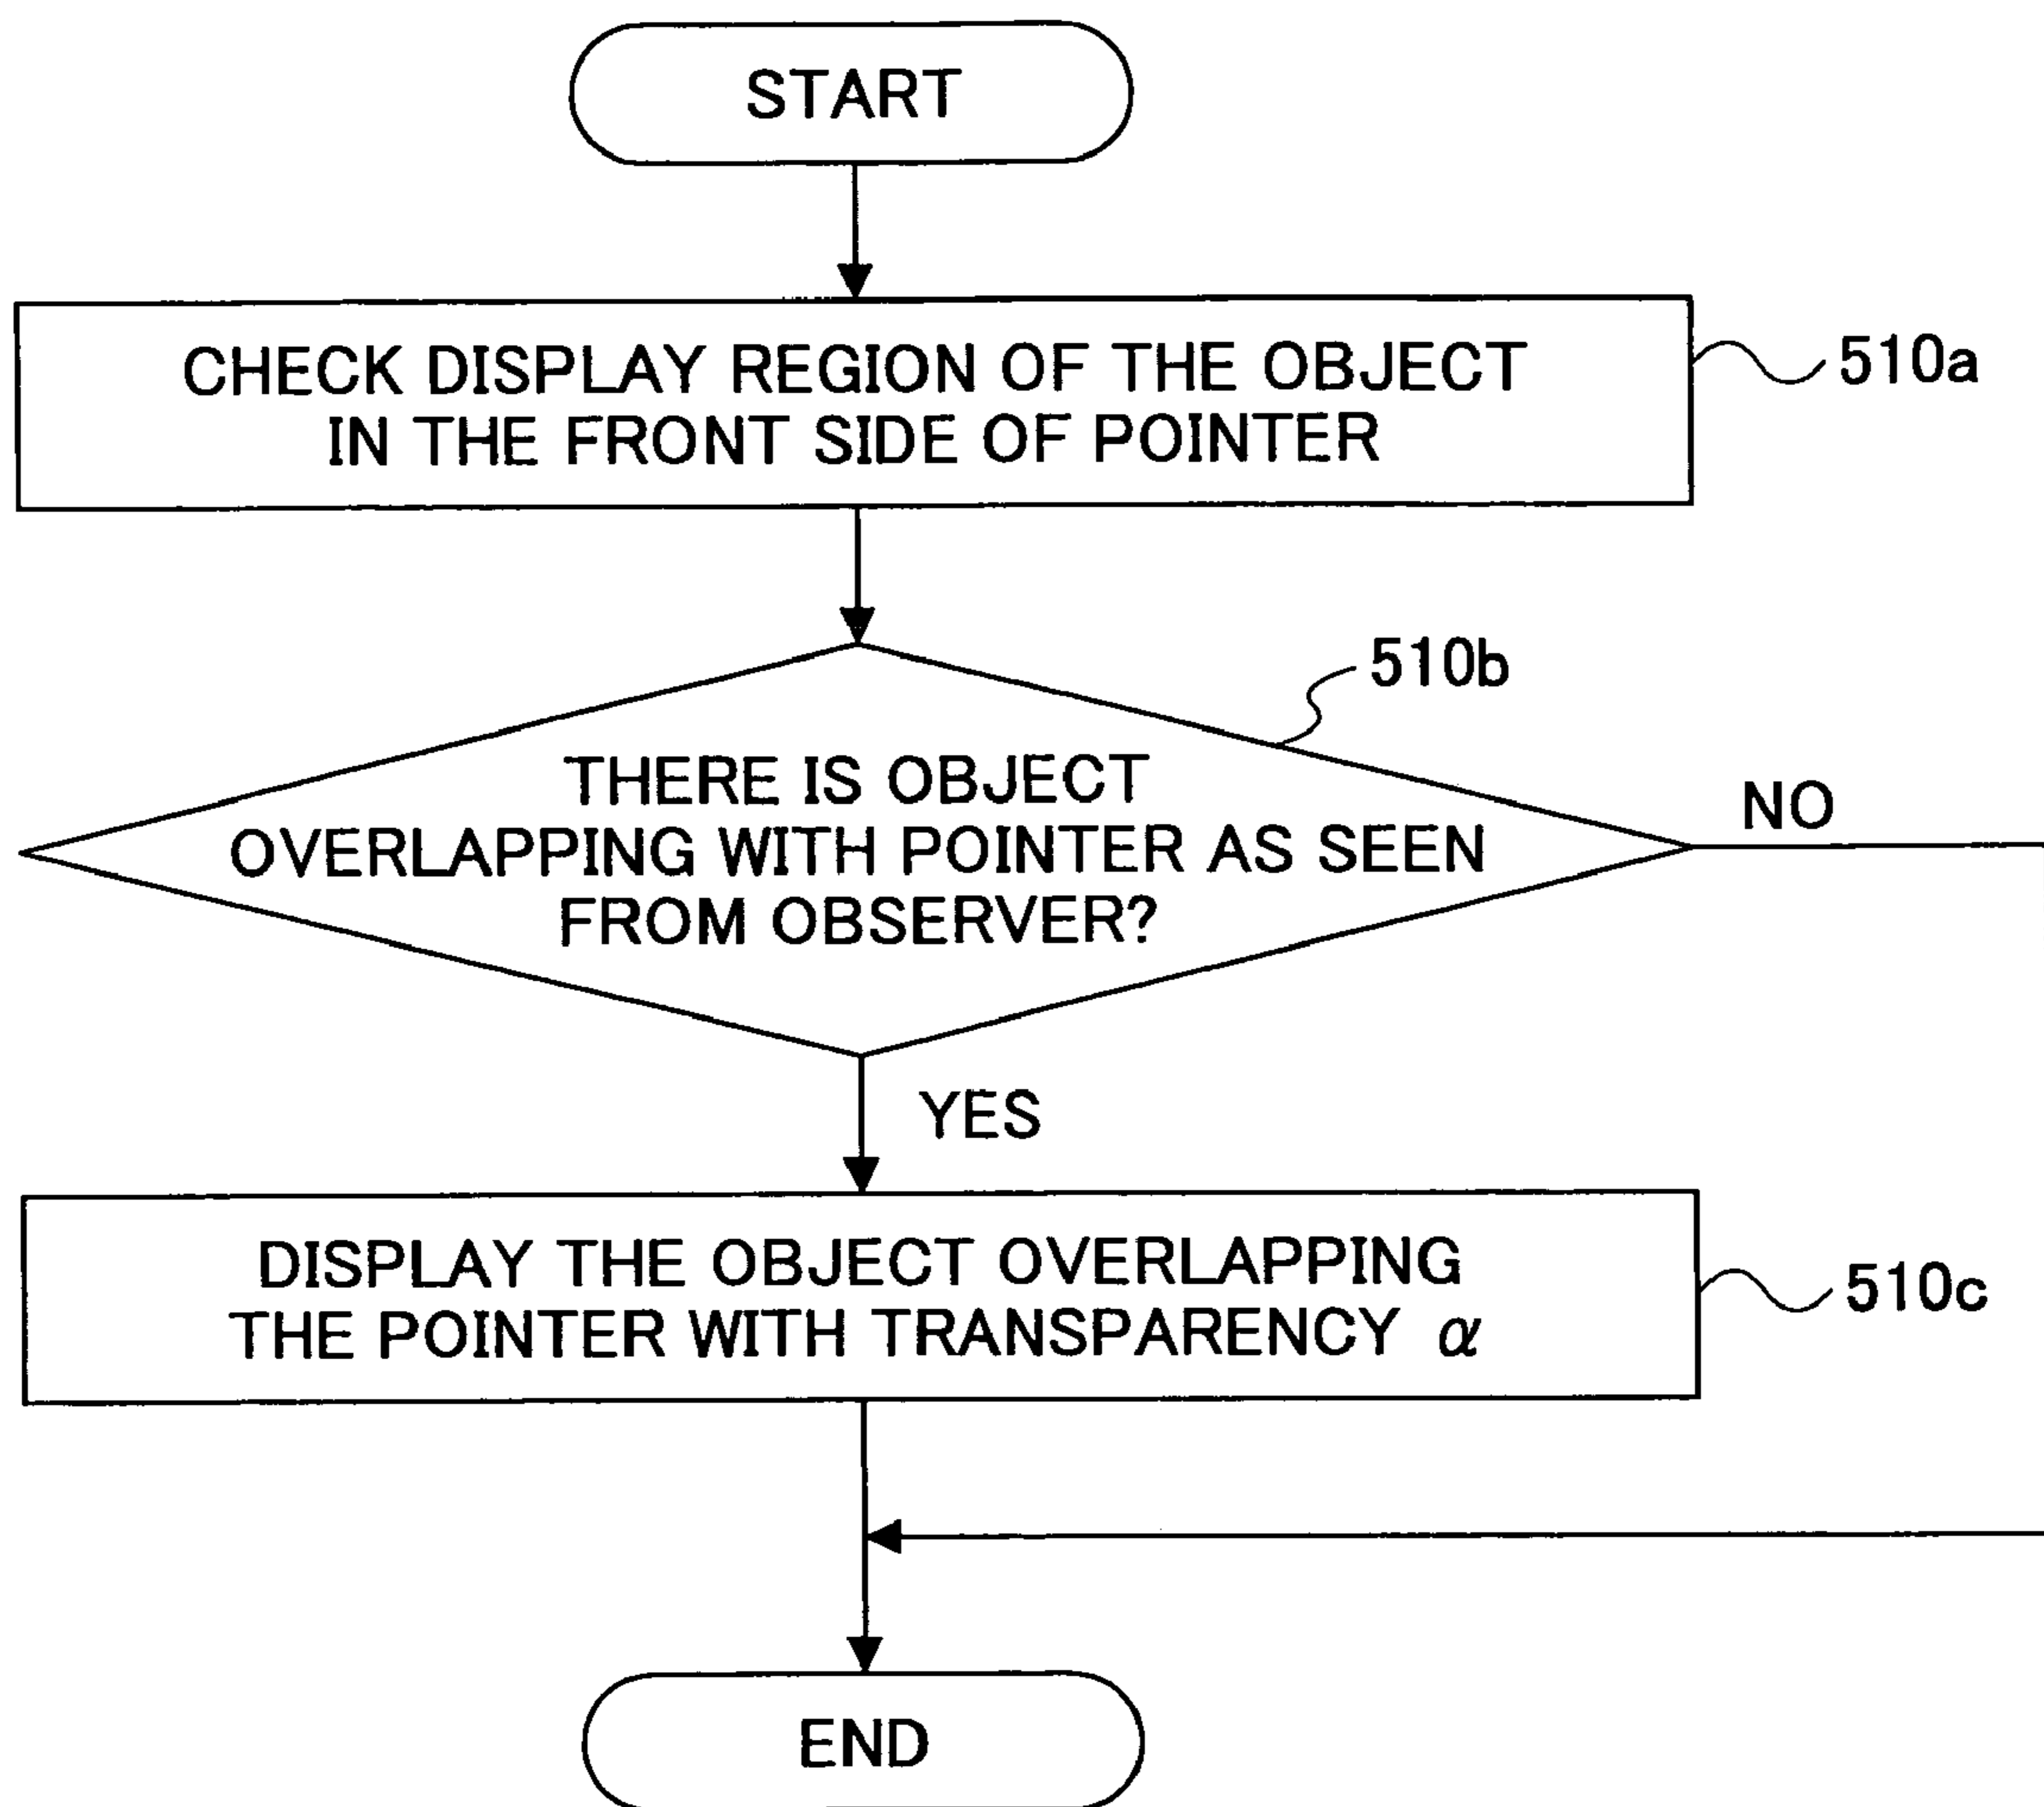 START
CHECK DISPLAY REGION OF THE OBJECT
IN THE FRONT SIDE OF POINTER
510a
510b
THERE IS OBJECT
OVERLAPPING WITH POINTER AS SEEN
FROM OBSERVER?
NO
YES
DISPLAY THE OBJECT OVERLAPPING
THE POINTER WITH TRANSPARENCY α
510c
END